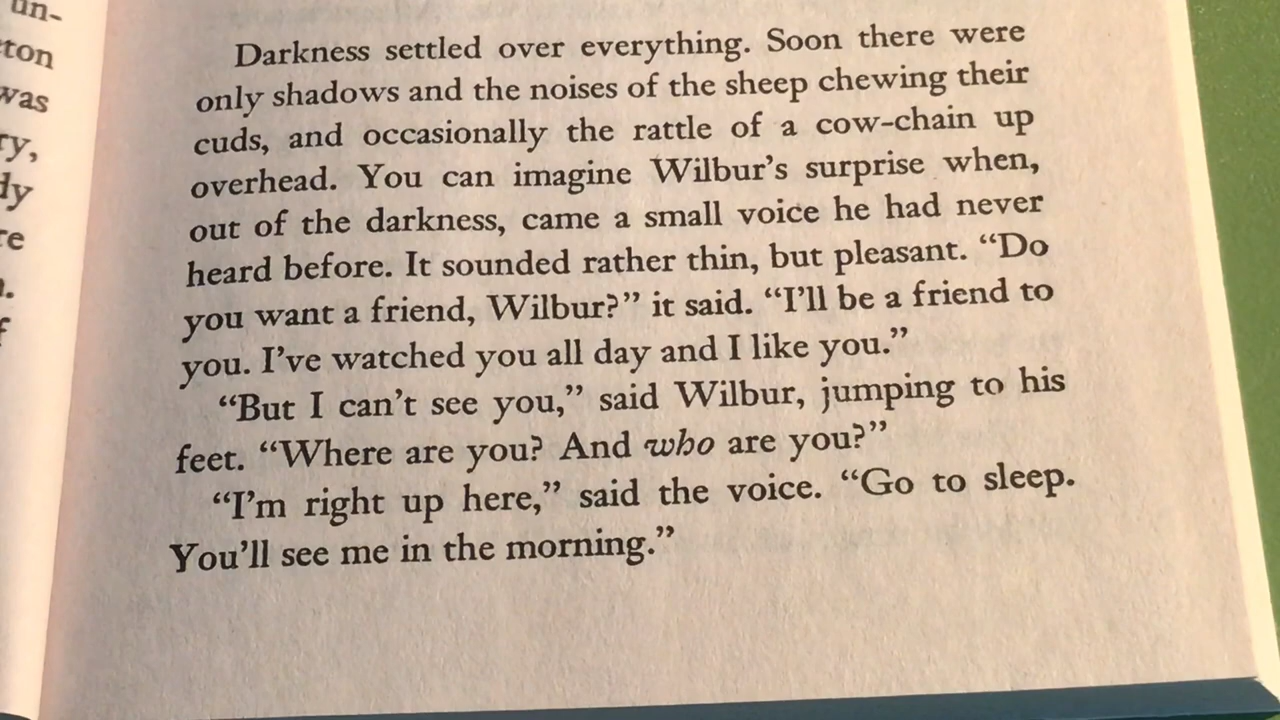 un-
ton
was
ry,
dy
re
Darkness settled over everything. Soon there were
only shadows and the noises of the sheep chewing their
cuds, and occasionally the rattle of a cow-chain up
overhead. You can imagine Wilbur’s surprise when,
out of the darkness, came a small voice he had never
heard before. It sounded rather thin, but pleasant. “Do
you want a friend, Wilbur?” it said. “I’ll be a friend to
you. I’ve watched you all day and I like you.”
“But I can’t see you,” said Wilbur, jumping to his
feet. “Where are you? And who are you?”
“I’m right up here,” said the voice. “Go to sleep.
You’ll see me in the morning.”